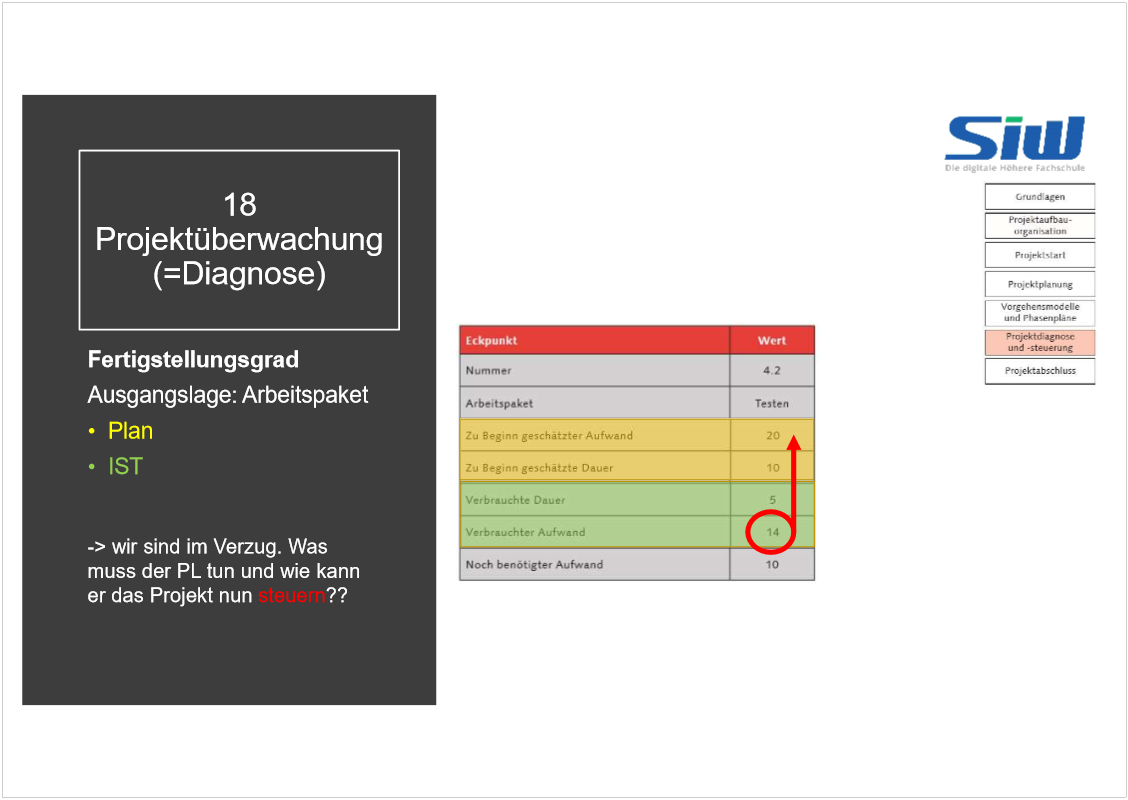 18
Projektüberwachung
(=Diagnose)
Fertigstellungsgrad
Ausgangslage: Arbeitspaket
• Plan
• IST
-> wir sind im Verzug. Was
muss der PL tun und wie kann
er das Projekt nun steuern??
Eckpunkt Wert
Nummer 4.2
Arbeitspaket Testen
Zu Beginn geschätzter Aufwand 20
Zu Beginn geschätzte Dauer 10
Verbrauchte Dauer 5
Verbrauchter Aufwand 14
Noch benötigter Aufwand 10
SiW
Die digitale Höhere Fachschule
Grundlagen
Projektaufbau-
organisation
Projektstart
Projektplanung
Vorgehensmodelle
und Phasenpläne
Projektdiagnose
und -steuerung
Projektabschluss